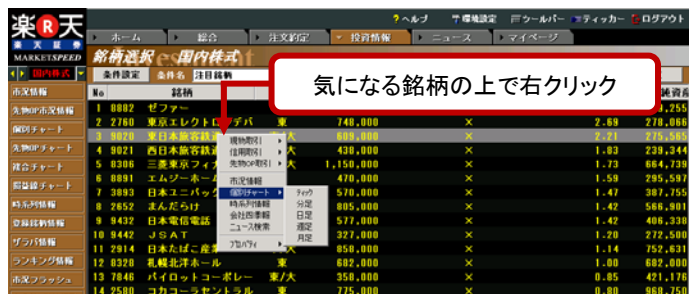 ?ヘルプ 〒環境設定 ツールバー ティッカー ログアウト
楽R天
楽天証券
ホーム 総合 注文約定 投資情報 ニュース マイページ
MARKETSPEED
銘柄選択 国内株式
国内株式
条件設定 条件名 注目銘柄
気になる銘柄の上で右クリック
市況情報
No 銘柄
1 8882 ゼファー 9,255
先物OP市況情報
2 2760 東京エレクトロンデバ 東 740,000 × 2.69 278,066
個別チャート
3 9020 東日本旅客鉄道 大 609,000 × 2.21 275,565
先物OPチャート
4 9021 西日本旅客鉄 大 430,000 × 1.83 239,344
複合チャート
5 8306 三菱東京フィナ 大 1,150,000 × 1.73 664,739
6 8891 エムジーホーム 470,000 × 1.59 295,597
損益線チャート
7 3893 日本ユニパック 570,000 × 1.47 387,755
時系列情報
8 2652 まんだらけ 805,000 × 1.42 566,901
登録銘柄情報
9 9432 日本電信電話 577,000 × 1.42 406,338
10 9442 JSAT 327,000 × 1.20 272,500
ザラバ情報
11 2914 日本たばこ産業 大 858,000 × 1.14 752,631
ランキング情報
12 8328 札幌北洋ホール 東 682,000 × 1.00 682,000
市況フラッシュ
13 7846 パイロットコーポレー 東/大 358,000 × 0.85 421,176
14 2580 コカコーラセントラル 東 775,000 × 0.80 968,750
現物取引
信用取引
先物OP取引
市況情報
個別チャート
時系列情報
会社四季報
ニュース検索
プロパティ
ティック
分足
日足
週足
月足